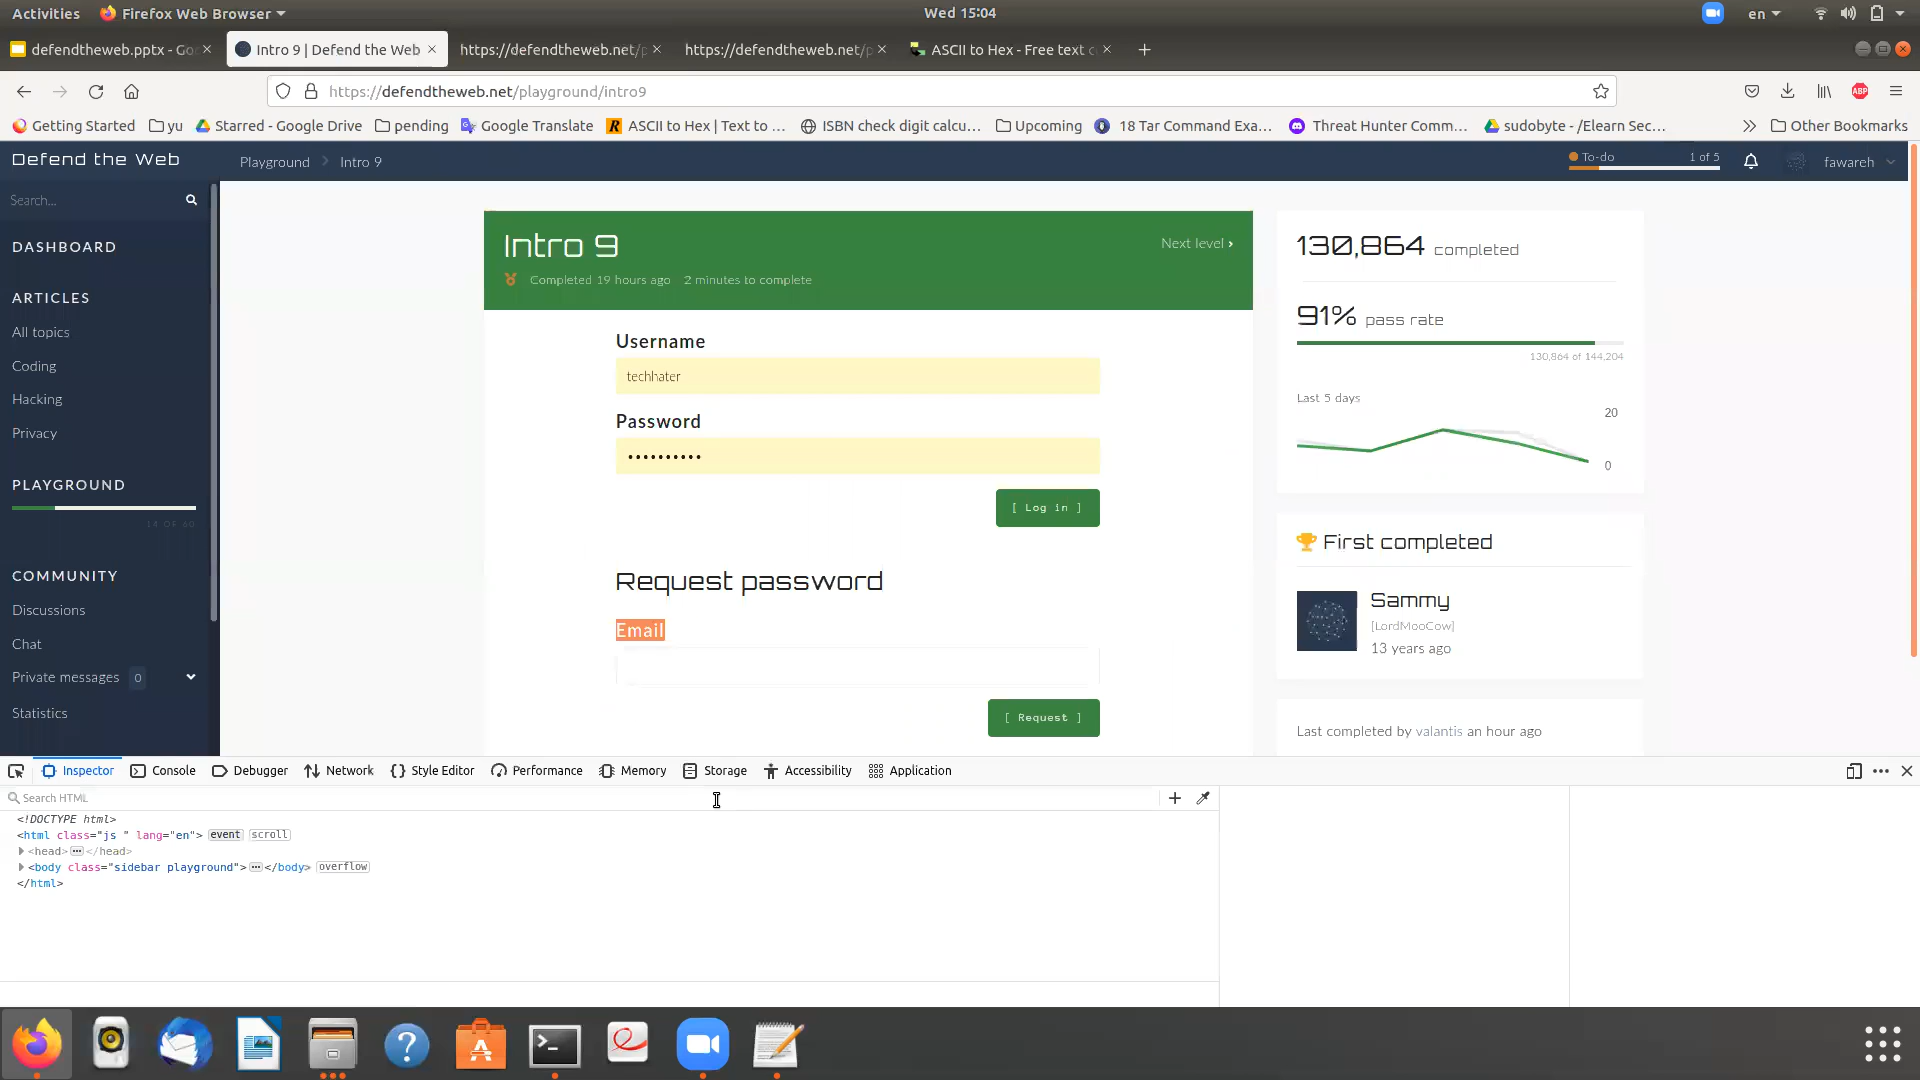 Activities Firefox Web Browser Wed 15:04 en
defendtheweb.pptx - Go Intro 9 | Defend the Web https://defendtheweb.net/p https://defendtheweb.net/p ASCII to Hex - Free text c
https://defendtheweb.net/playground/intro9
Getting Started yu Starred - Google Drive pending Google Translate ASCII to Hex | Text to ... ISBN check digit calcu... Upcoming 18 Tar Command Exa... Threat Hunter Comm... sudobyte - /Elearn Sec... Other Bookmarks
Defend the Web Playground Intro 9 To-do 1 of 5 fawareh
Search...
DASHBOARD
ARTICLES
All topics
Coding
Hacking
Privacy
PLAYGROUND
14 OF 60
COMMUNITY
Discussions
Chat
Private messages 0
Statistics
Intro 9
Next level ›
Completed 19 hours ago 2 minutes to complete
Username
techhater
Password
••••••••••
[ Log in ]
Request password
Email
[ Request ]
130,864 completed
91% pass rate
130,864 of 144,204
Last 5 days
20
0
First completed
Sammy
[LordMooCow]
13 years ago
Last completed by valantis an hour ago
Inspector Console Debugger Network Style Editor Performance Memory Storage Accessibility Application
Search HTML
<!DOCTYPE html>
<html class="js " lang="en"> event scroll
<head> ••• </head>
<body class="sidebar playground"> ••• </body> overflow
</html>